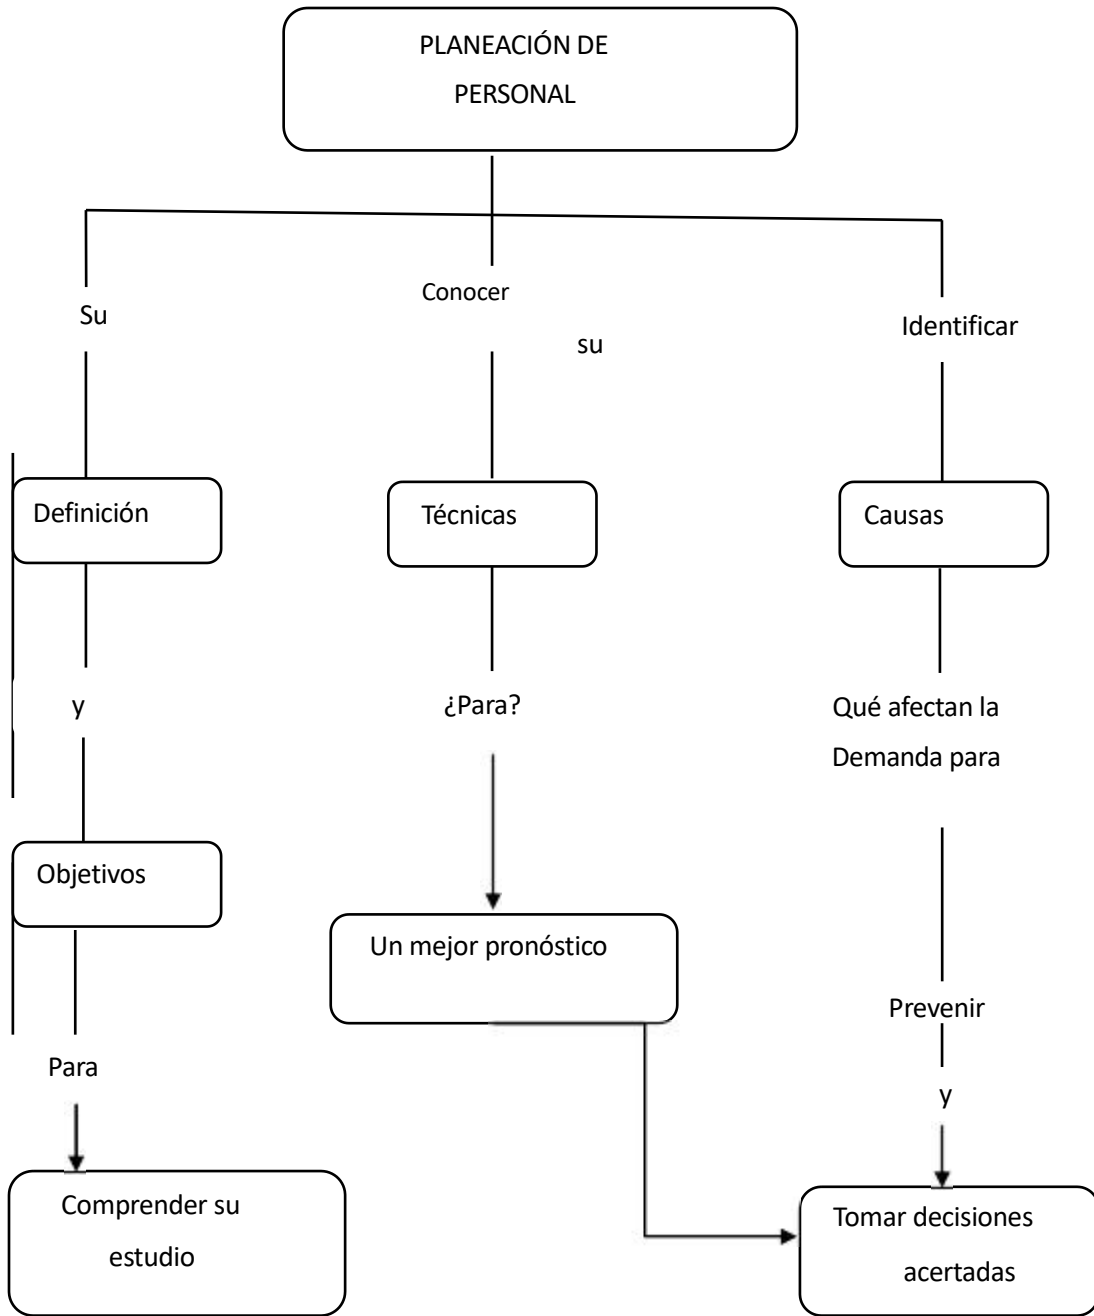 PLANEACIÓN DE
PERSONAL
Su
Conocer
su
Identificar
Definición
Técnicas
Causas
y
¿Para?
Qué afectan la
Demanda para
Objetivos
Un mejor pronóstico
Prevenir
Para
y
Comprender su
estudio
Tomar decisiones
acertadas